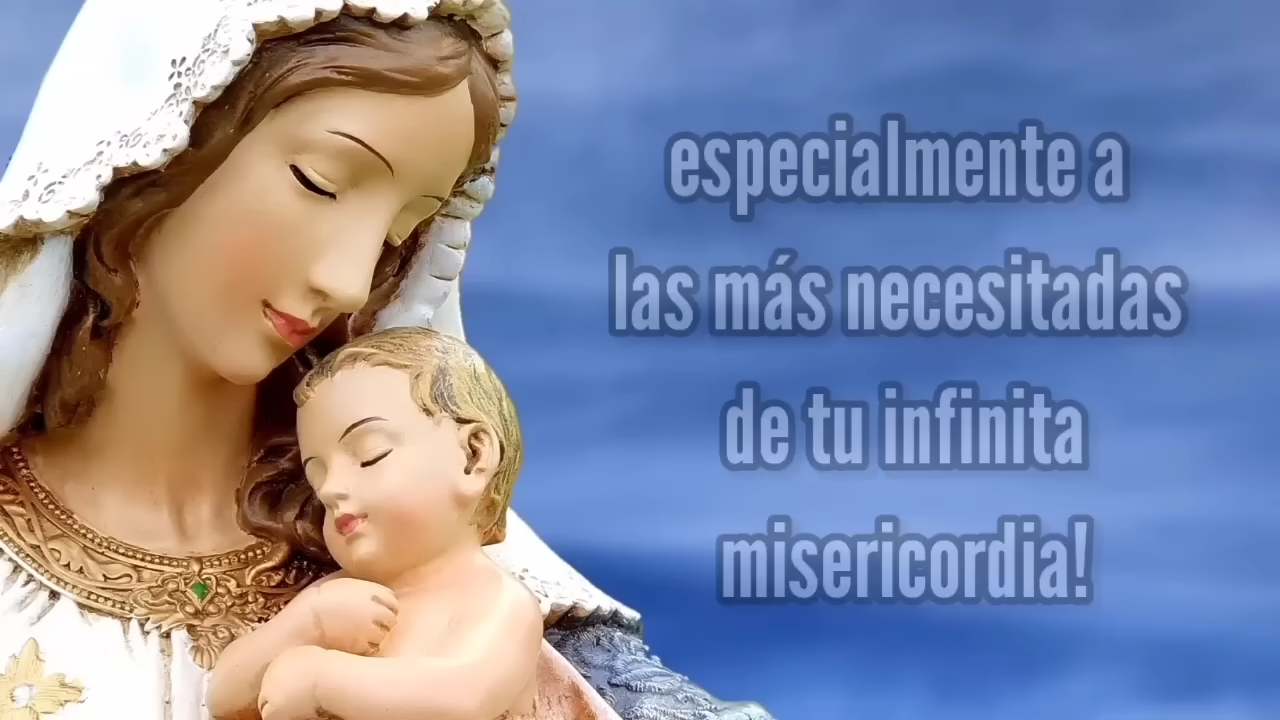 especialmente a
las más necesitadas
de tu infinita
misericordia!